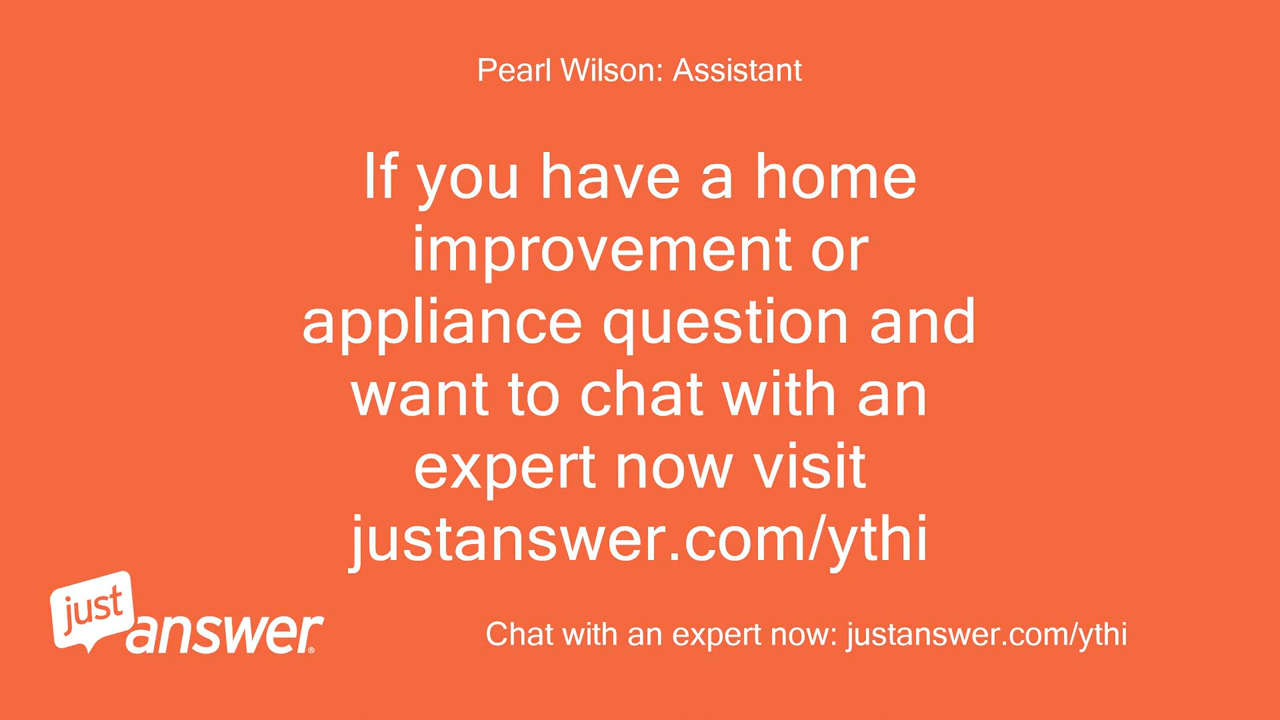 Pearl Wilson: Assistant
If you have a home
improvement or
appliance question and
want to chat with an
expert now visit
justanswer.com/ythi
just
answer®
Chat with an expert now: justanswer.com/ythi